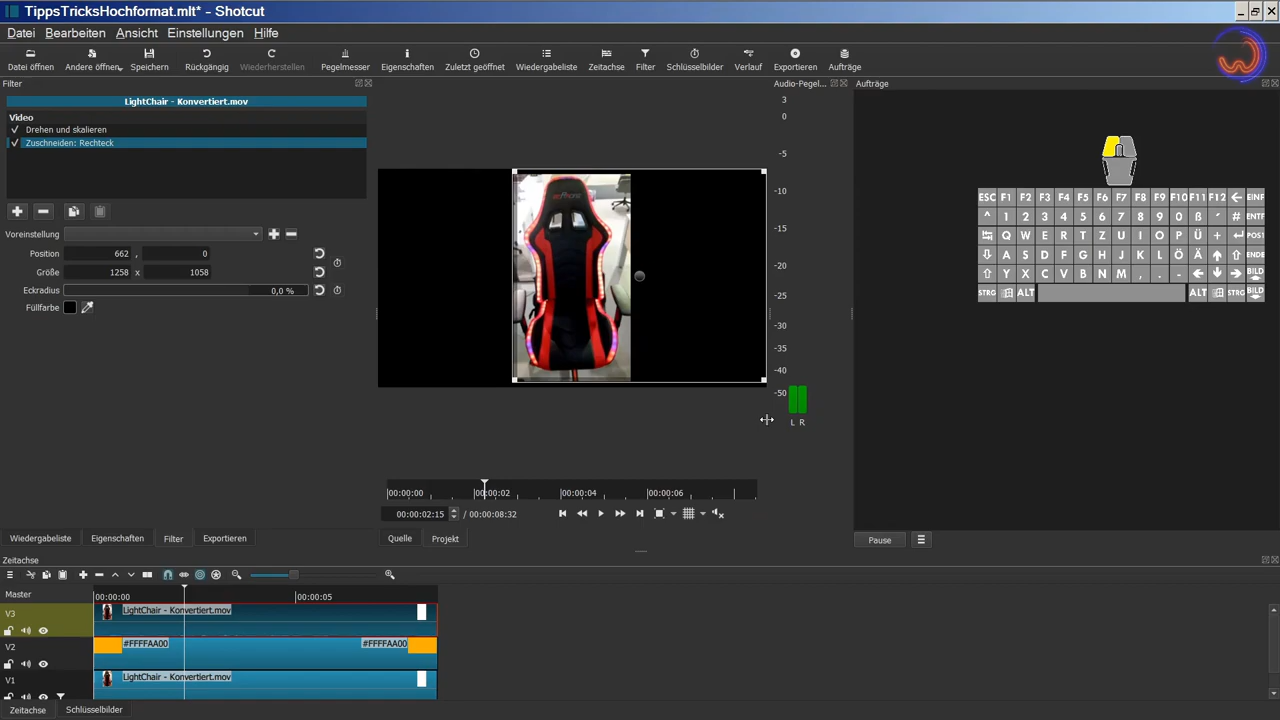 TippsTricksHochformat.mlt* - Shotcut
Datei Bearbeiten Ansicht Einstellungen Hilfe
Datei öffnen Andere öffnen Speichern Rückgängig Wiederherstellen Pegelmesser Eigenschaften Zuletzt geöffnet Wiedergabeliste Zeitachse Filter Schlüsselbilder Verlauf Exportieren Aufträge
Filter
Audio-Pegel...
Aufträge
LightChair - Konvertiert.mov
Video
Drehen und skalieren
Zuschneiden: Rechteck
Voreinstellung
Position 662 , 0
Größe 1258 x 1058
Eckradius 0,0 %
Füllfarbe
3
0
-5
-10
-15
-20
-25
-30
-35
-40
-50
L R
ESC F1 F2 F3 F4 F5 F6 F7 F8 F9 F10 F11 F12 ← EINF
^ 1 2 3 4 5 6 7 8 9 0 ß ´ # ENTF
Q W E R T Z U I O P Ü + POS1
A S D F G H J K L Ö Ä ENDE
Y X C V B N M , . - BILD
STRG ALT ALT STRG BILD
00:00:00 00:00:02 00:00:04 00:00:06
00:00:02:15 / 00:00:08:32
Wiedergabeliste Eigenschaften Filter Exportieren
Quelle Projekt
Pause
Zeitachse
Master 00:00:00 00:00:05
V3 LightChair - Konvertiert.mov
V2 #FFFFAA00 #FFFFAA00
V1 LightChair - Konvertiert.mov
Zeitachse Schlüsselbilder